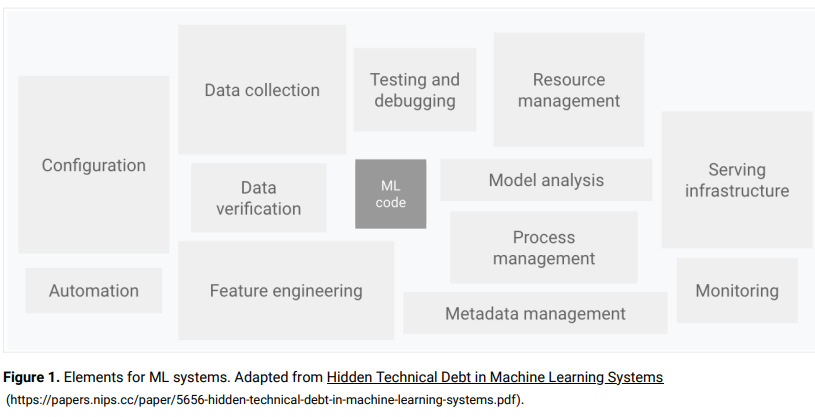 Configuration
Automation
Data collection
Data
verification
Feature engineering
Testing and
debugging
ML
code
Resource
management
Model analysis
Process
management
Metadata management
Serving
infrastructure
Monitoring
Figure 1. Elements for ML systems. Adapted from Hidden Technical Debt in Machine Learning Systems
(https://papers.nips.cc/paper/5656-hidden-technical-debt-in-machine-learning-systems.pdf).